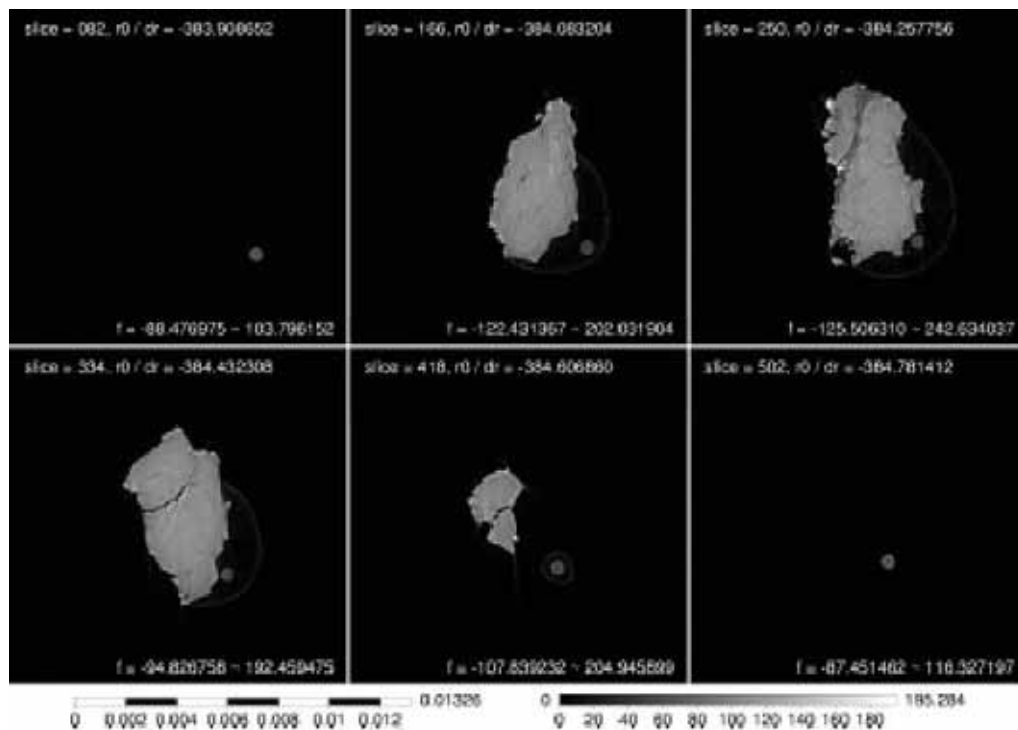 slice = 082, r0 / dr = -383.908652
slice = 166, r0 / dr = -384.083204
slice = 250, r0 / dr = -384.257756
f = -88.476975 ~ 103.796152
f = -122.431367 ~ 202.031904
f = -125.506310 ~ 242.634037
slice = 334, r0 / dr = -384.432308
slice = 418, r0 / dr = -384.606860
slice = 502, r0 / dr = -384.781412
f = -94.826756 ~ 192.459475
f = -107.839232 ~ 204.945899
f = -87.451462 ~ 116.327197
0.01326
0 195.284
0 0.002 0.004 0.006 0.008 0.01 0.012
0 20 40 60 80 100 120 140 160 180